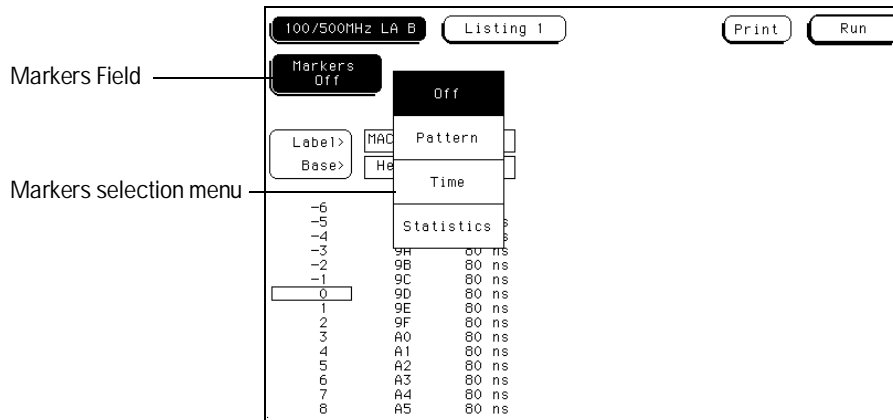 100/500MHz LA B Listing 1 Print Run
Markers Field
Markers
Off
Off
Label> MAC Pattern
Base> He
Time
Markers selection menu
Statistics
-6
-5 ns
-4
-3 9A 80 ns
-2 9B 80 ns
-1 9C 80 ns
0 9D 80 ns
1 9E 80 ns
2 9F 80 ns
3 A0 80 ns
4 A1 80 ns
5 A2 80 ns
6 A3 80 ns
7 A4 80 ns
8 A5 80 ns